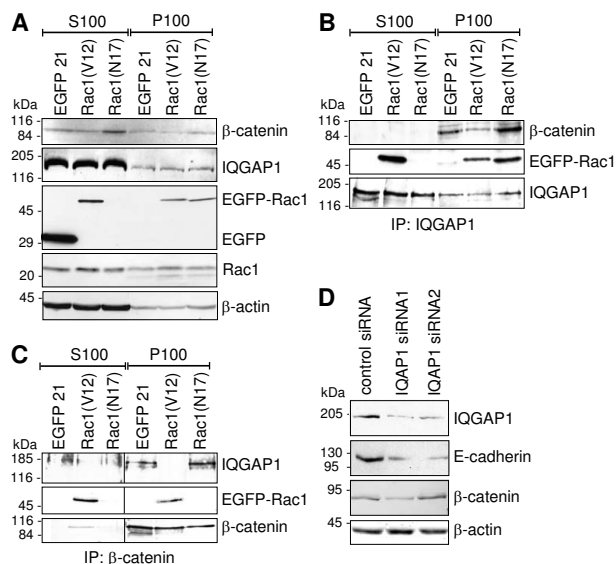 A
S100 P100
EGFP 21 Rac1(V12) Rac1(N17) EGFP 21 Rac1(V12) Rac1(N17)
kDa
116
84
β-catenin
205
116
IQGAP1
45
EGFP-Rac1
29
EGFP
20
Rac1
45
β-actin
B
S100 P100
EGFP 21 Rac1(V12) Rac1(N17) EGFP 21 Rac1(V12) Rac1(N17)
kDa
116
84
β-catenin
45
EGFP-Rac1
205
116
IQGAP1
IP: IQGAP1
C
S100 P100
EGFP 21 Rac1(V12) Rac1(N17) EGFP 21 Rac1(V12) Rac1(N17)
kDa
185
116
IQGAP1
45
EGFP-Rac1
116
84
β-catenin
IP: β-catenin
D
control siRNA IQAP1 siRNA1 IQAP1 siRNA2
kDa
205
IQGAP1
130
95
E-cadherin
95
β-catenin
45
β-actin